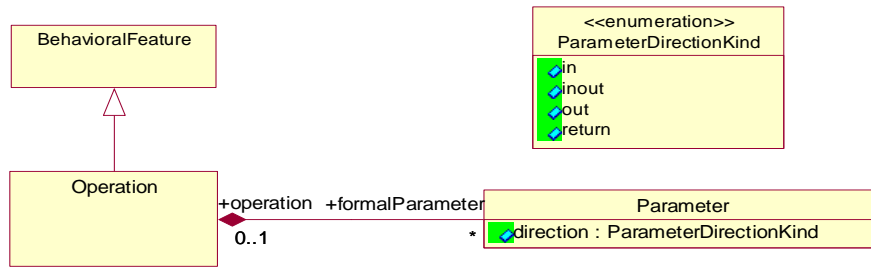 BehavioralFeature
<<enumeration>>
ParameterDirectionKind
in
inout
out
return
Operation
+operation
+formalParameter
0..1
*
Parameter
direction : ParameterDirectionKind